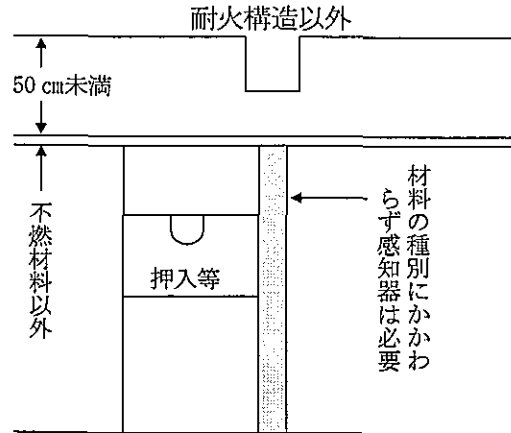 耐火構造以外
50 cm未満
不燃材料以外
押入等
材料の種別にかかわ
らず感知器は必要